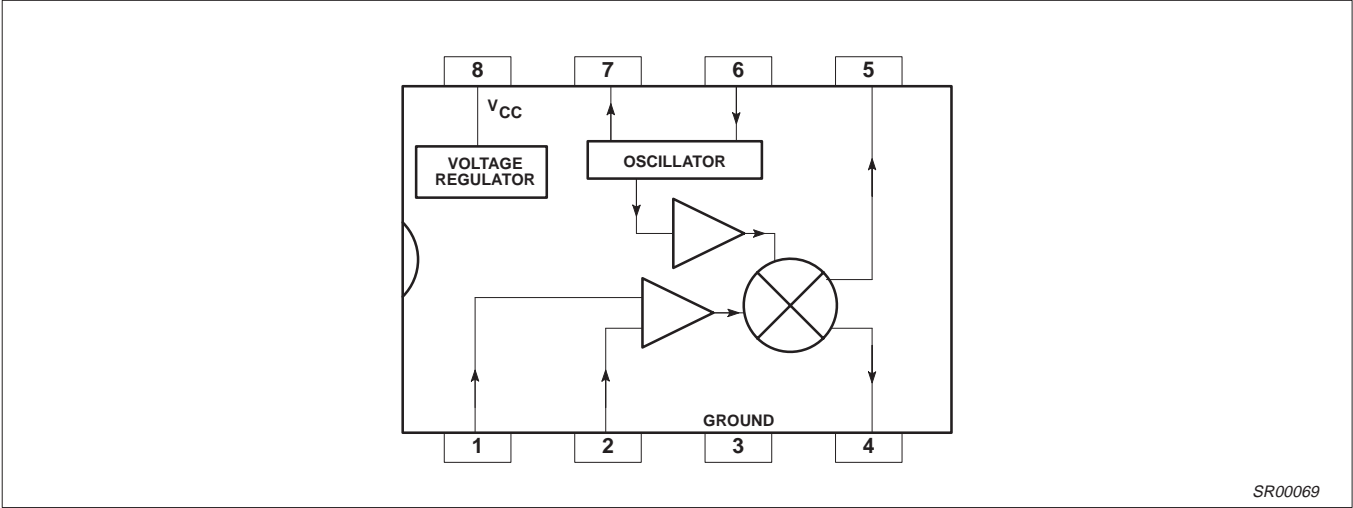 8 7 6 5
VCC
VOLTAGE
REGULATOR
OSCILLATOR
GROUND
1 2 3 4
SR00069